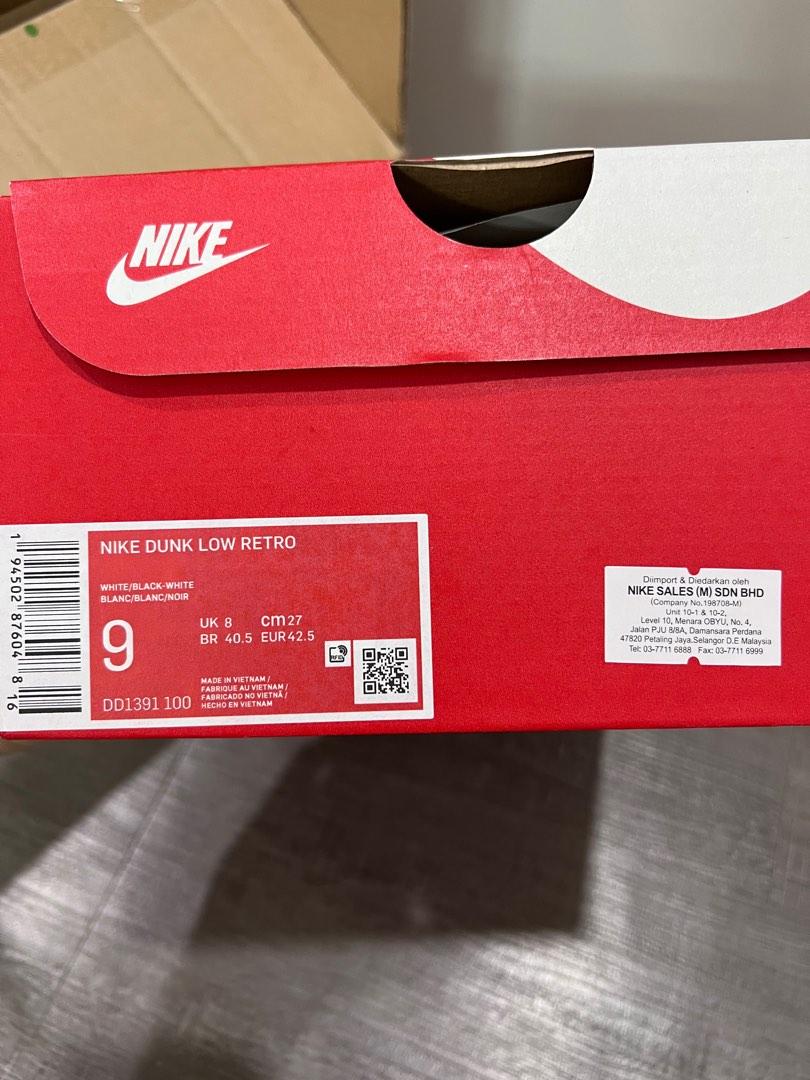 NIKE
NIKE DUNK LOW RETRO
WHITE/BLACK-WHITE
BLANC/BLANC/NOIR
9
UK 8 cm 27
BR 40.5 EUR 42.5
RFID
DD1391 100
MADE IN VIETNAM /
FABRIQUE AU VIETNAM /
FABRICADO NO VIETNÃ /
HECHO EN VIETNAM
1 94502 87604 8 16
Diimport & Diedarkan oleh
NIKE SALES (M) SDN BHD
(Company No.198708-M)
Unit 10-1 & 10-2,
Level 10, Menara OBYU, No. 4,
Jalan PJU 8/8A, Damansara Perdana
47820 Petaling Jaya.Selangor D.E Malaysia
Tel: 03-7711 6888 Fax: 03-7711 6999